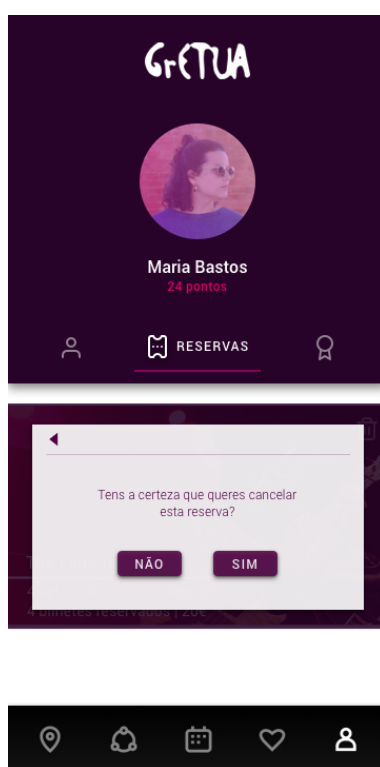 GrETUA
Maria Bastos
24 pontos
RESERVAS
Tens a certeza que queres cancelar
esta reserva?
NÃO
SIM
4 bilhetes reservados | 20€